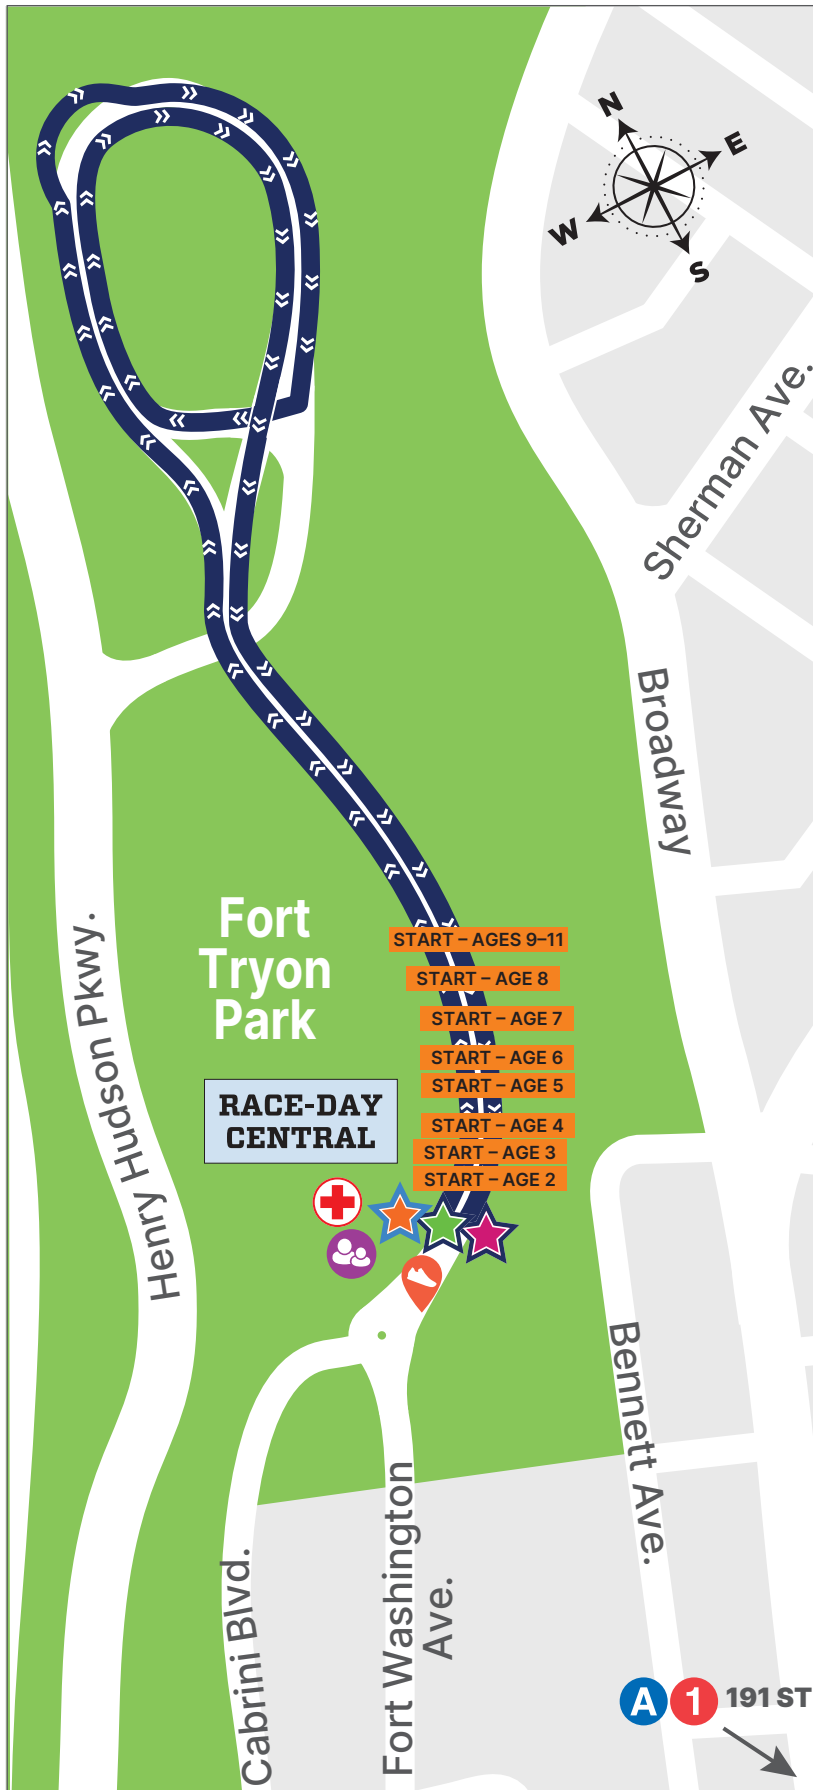 N
E
W
S
Sherman Ave.
Broadway
Fort
Tryon
Park
START – AGES 9–11
START – AGE 8
START – AGE 7
START – AGE 6
START – AGE 5
START – AGE 4
START – AGE 3
START – AGE 2
RACE-DAY
CENTRAL
Henry Hudson Pkwy.
Bennett Ave.
Cabrini Blvd.
Fort Washington
Ave.
A 1 191 ST